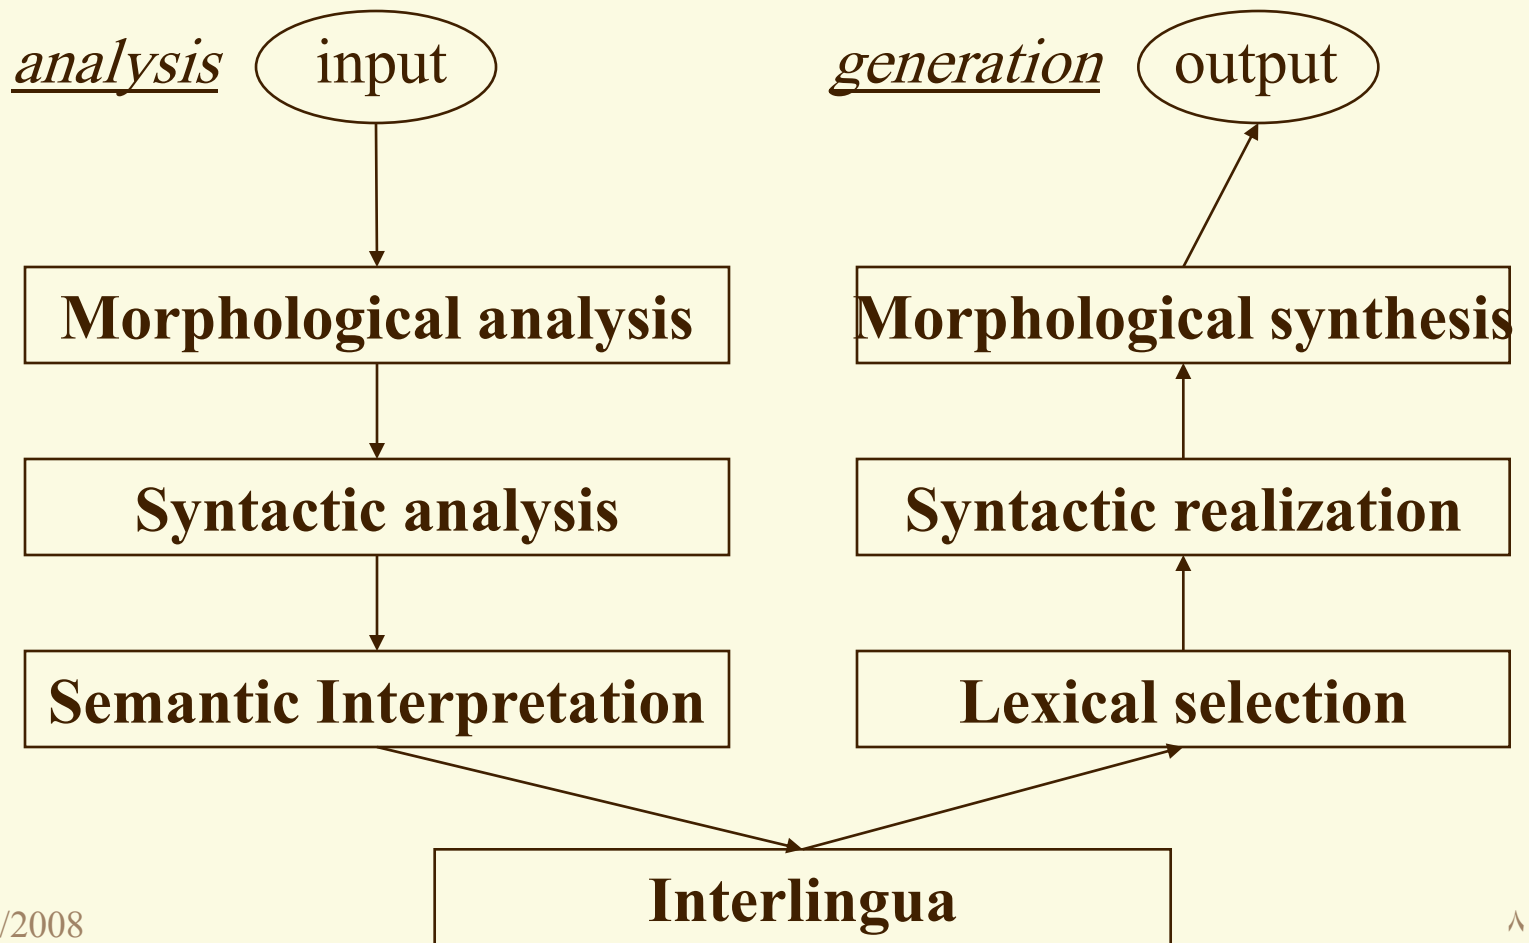 analysis
input
generation
output
Morphological analysis
Morphological synthesis
Syntactic analysis
Syntactic realization
Semantic Interpretation
Lexical selection
Interlingua
/2008
٨